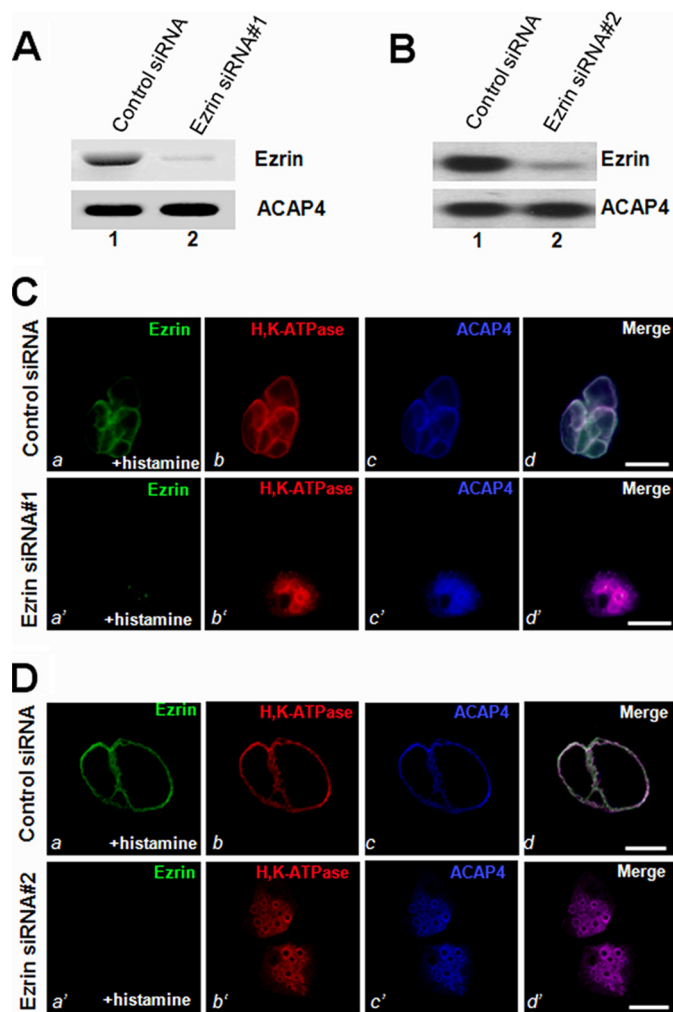 A
Control siRNA
Ezrin siRNA#1
Ezrin
ACAP4
1 2
B
Control siRNA
Ezrin siRNA#2
Ezrin
ACAP4
1 2
C
Control siRNA
Ezrin H,K-ATPase ACAP4 Merge
a +histamine b c d
Ezrin siRNA#1
Ezrin H,K-ATPase ACAP4 Merge
a' +histamine b' c' d'
D
Control siRNA
Ezrin H,K-ATPase ACAP4 Merge
a +histamine b c d
Ezrin siRNA#2
Ezrin H,K-ATPase ACAP4 Merge
a' +histamine b' c' d'